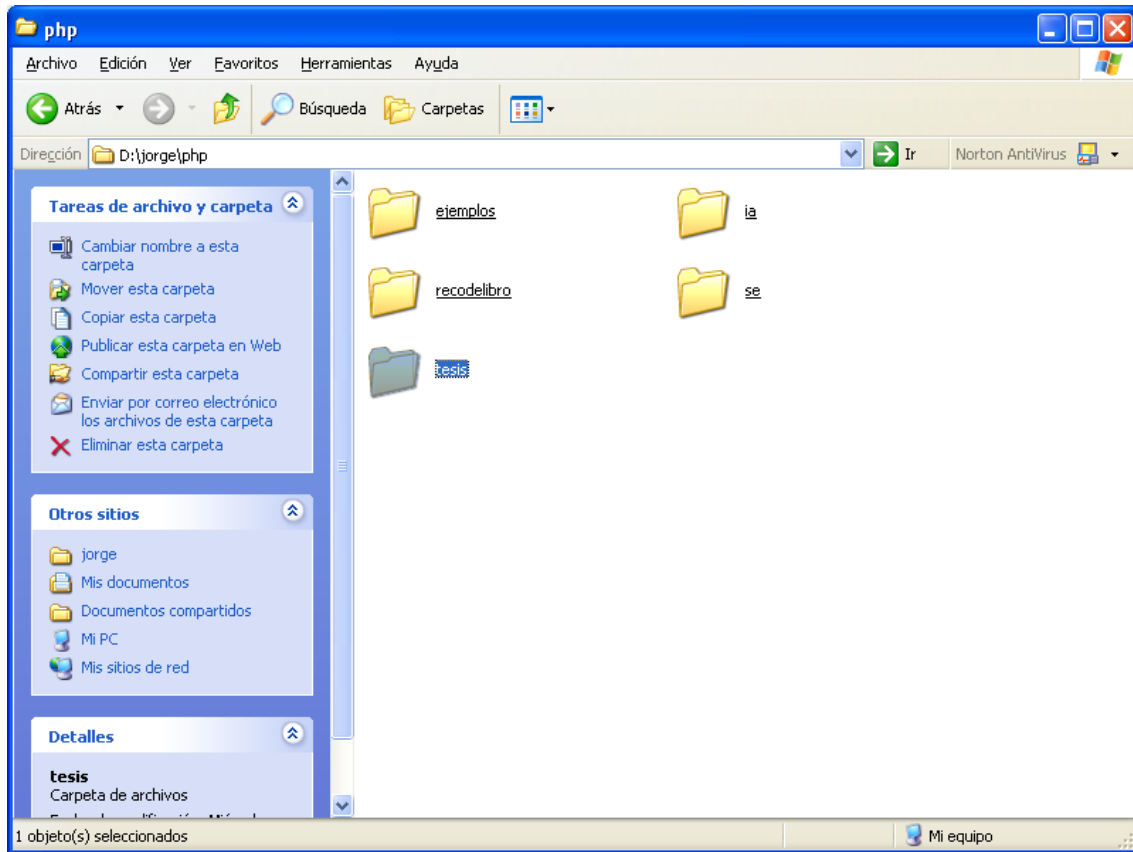 php
Archivo Edición Ver Favoritos Herramientas Ayuda
Atrás Búsqueda Carpetas
Dirección D:\jorge\php Ir Norton AntiVirus
Tareas de archivo y carpeta
Cambiar nombre a esta
carpeta
Mover esta carpeta
Copiar esta carpeta
Publicar esta carpeta en Web
Compartir esta carpeta
Enviar por correo electrónico
los archivos de esta carpeta
Eliminar esta carpeta
Otros sitios
jorge
Mis documentos
Documentos compartidos
Mi PC
Mis sitios de red
Detalles
tesis
Carpeta de archivos
ejemplos ia
recodelibro se
tesis
1 objeto(s) seleccionados Mi equipo